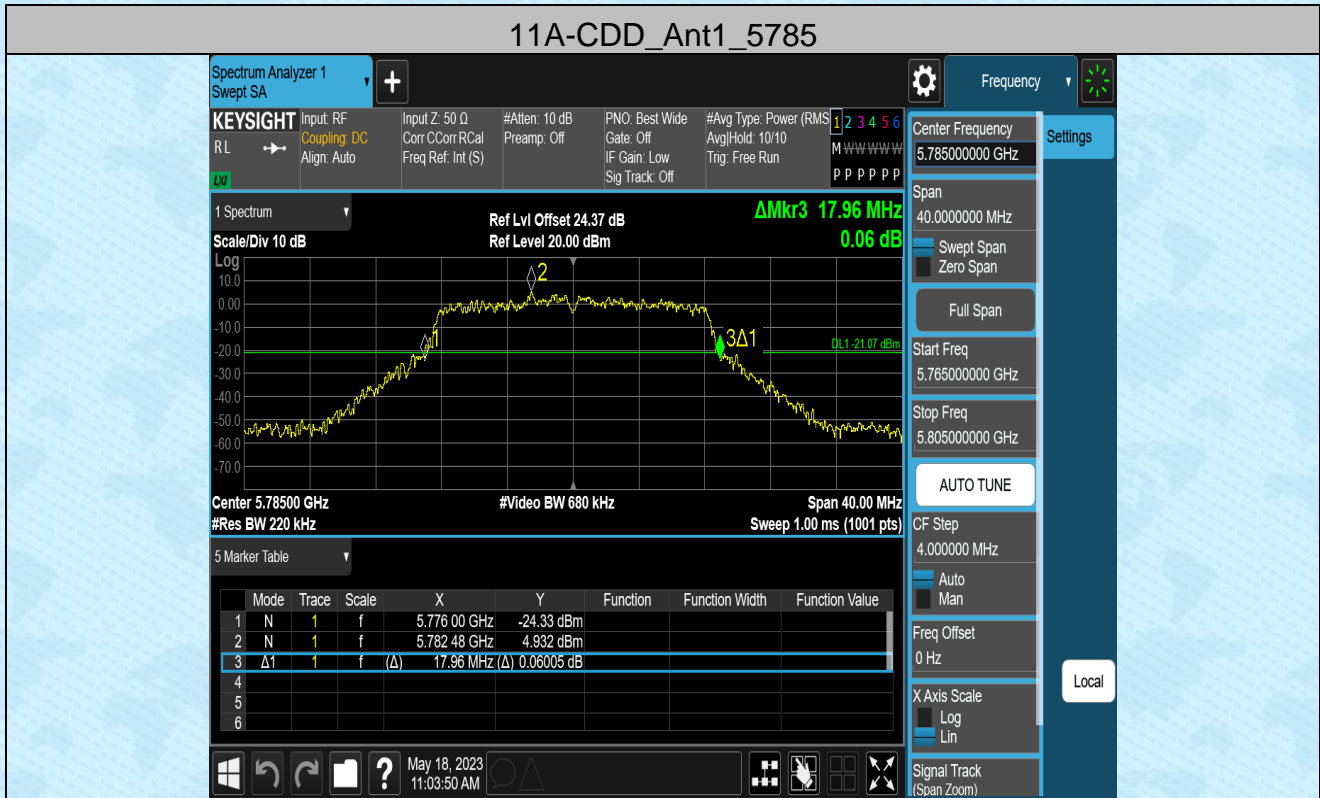 11A-CDD_Ant1_5785
Spectrum Analyzer 1
Swept SA
+
Frequency
KEYSIGHT
RL
LXI
Input: RF
Coupling: DC
Align: Auto
Input Z: 50 Ω
Corr CCorr RCal
Freq Ref: Int (S)
#Atten: 10 dB
Preamp: Off
PNO: Best Wide
Gate: Off
IF Gain: Low
Sig Track: Off
#Avg Type: Power (RMS
Avg|Hold: 10/10
Trig: Free Run
1 2 3 4 5 6
M W W W W W
P P P P P P
1 Spectrum
Scale/Div 10 dB
Ref Lvl Offset 24.37 dB
Ref Level 20.00 dBm
ΔMkr3 17.96 MHz
0.06 dB
Log
10.0
0.00
-10.0
-20.0
-30.0
-40.0
-50.0
-60.0
-70.0
2
1
3Δ1
DL1 -21.07 dBm
Center 5.78500 GHz
#Video BW 680 kHz
Span 40.00 MHz
#Res BW 220 kHz
Sweep 1.00 ms (1001 pts)
5 Marker Table
Mode Trace Scale X Y Function Function Width Function Value
1 N 1 f 5.776 00 GHz -24.33 dBm
2 N 1 f 5.782 48 GHz 4.932 dBm
3 Δ1 1 f (Δ) 17.96 MHz (Δ) 0.06005 dB
4
5
6
?
May 18, 2023
11:03:50 AM
Center Frequency
5.785000000 GHz
Settings
Span
40.0000000 MHz
Swept Span
Zero Span
Full Span
Start Freq
5.765000000 GHz
Stop Freq
5.805000000 GHz
AUTO TUNE
CF Step
4.000000 MHz
Auto
Man
Freq Offset
0 Hz
X Axis Scale
Log
Lin
Local
Signal Track
(Span Zoom)